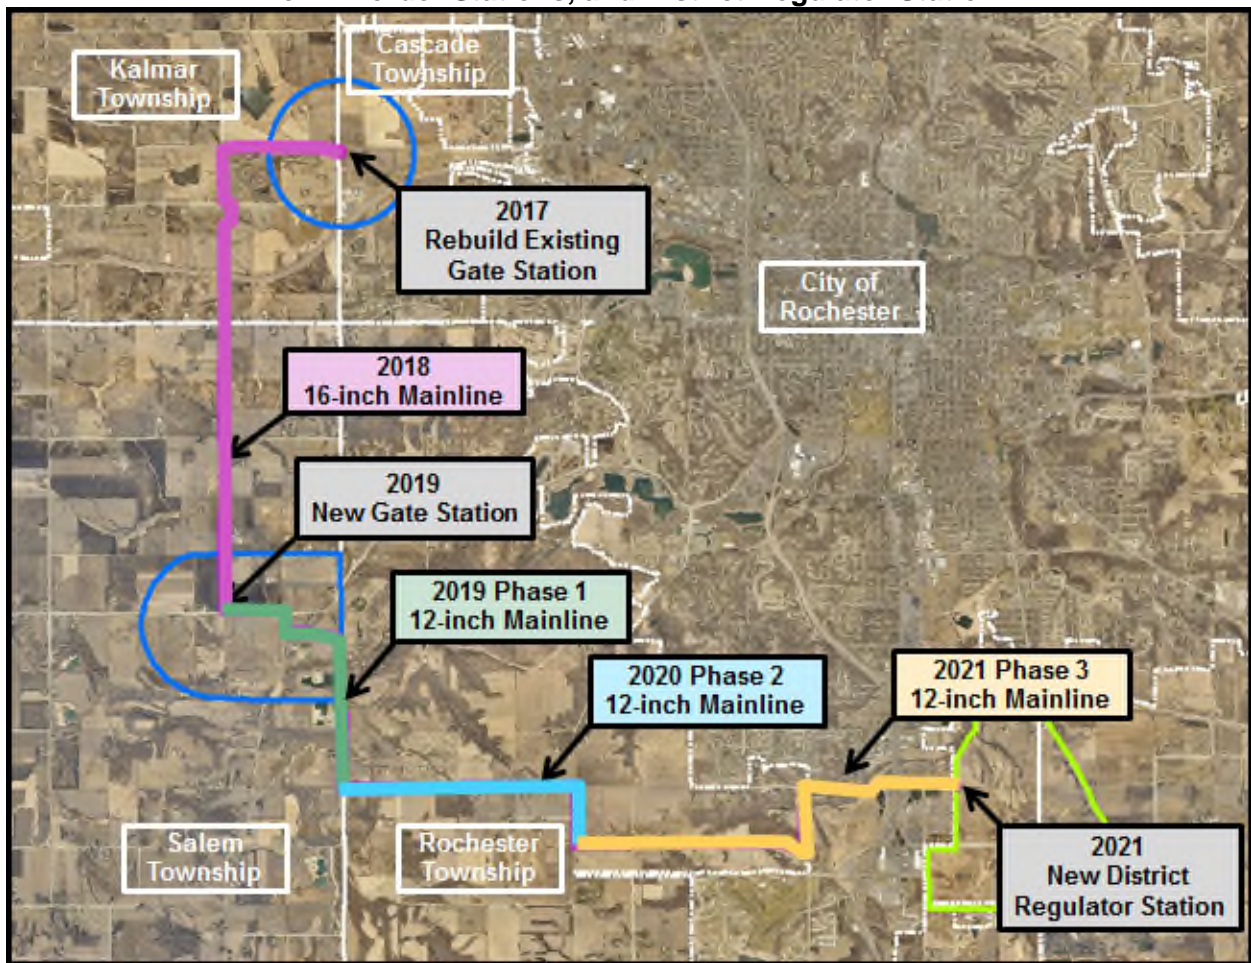 Kalmar
Township
Cascade
Township
2017
Rebuild Existing
Gate Station
City of
Rochester
2018
16-inch Mainline
2019
New Gate Station
2019 Phase 1
12-inch Mainline
2020 Phase 2
12-inch Mainline
2021 Phase 3
12-inch Mainline
Salem
Township
Rochester
Township
2021
New District
Regulator Station